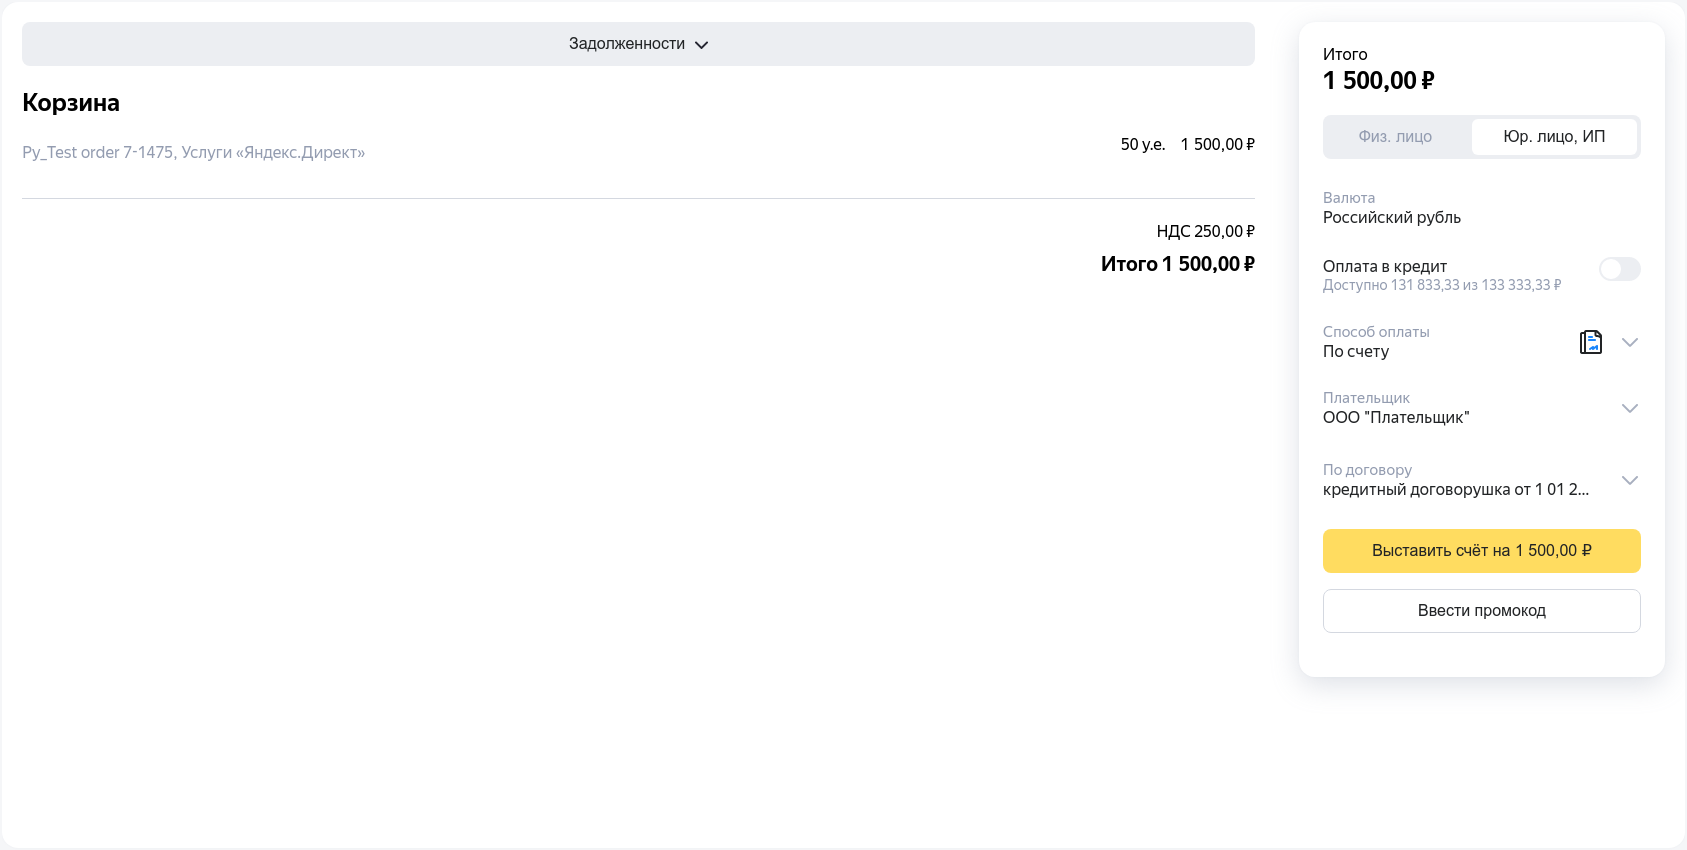 Задолженности
Корзина
Py_Test order 7-1475, Услуги «Яндекс.Директ»
50 у.е. 1 500,00 ₽
НДС 250,00 ₽
Итого 1 500,00 ₽
Итого
1 500,00 ₽
Физ. лицо
Юр. лицо, ИП
Валюта
Российский рубль
Оплата в кредит
Доступно 131 833,33 из 133 333,33 ₽
Способ оплаты
По счету
Плательщик
ООО "Плательщик"
По договору
кредитный договорушка от 1 01 2...
Выставить счёт на 1 500,00 ₽
Ввести промокод